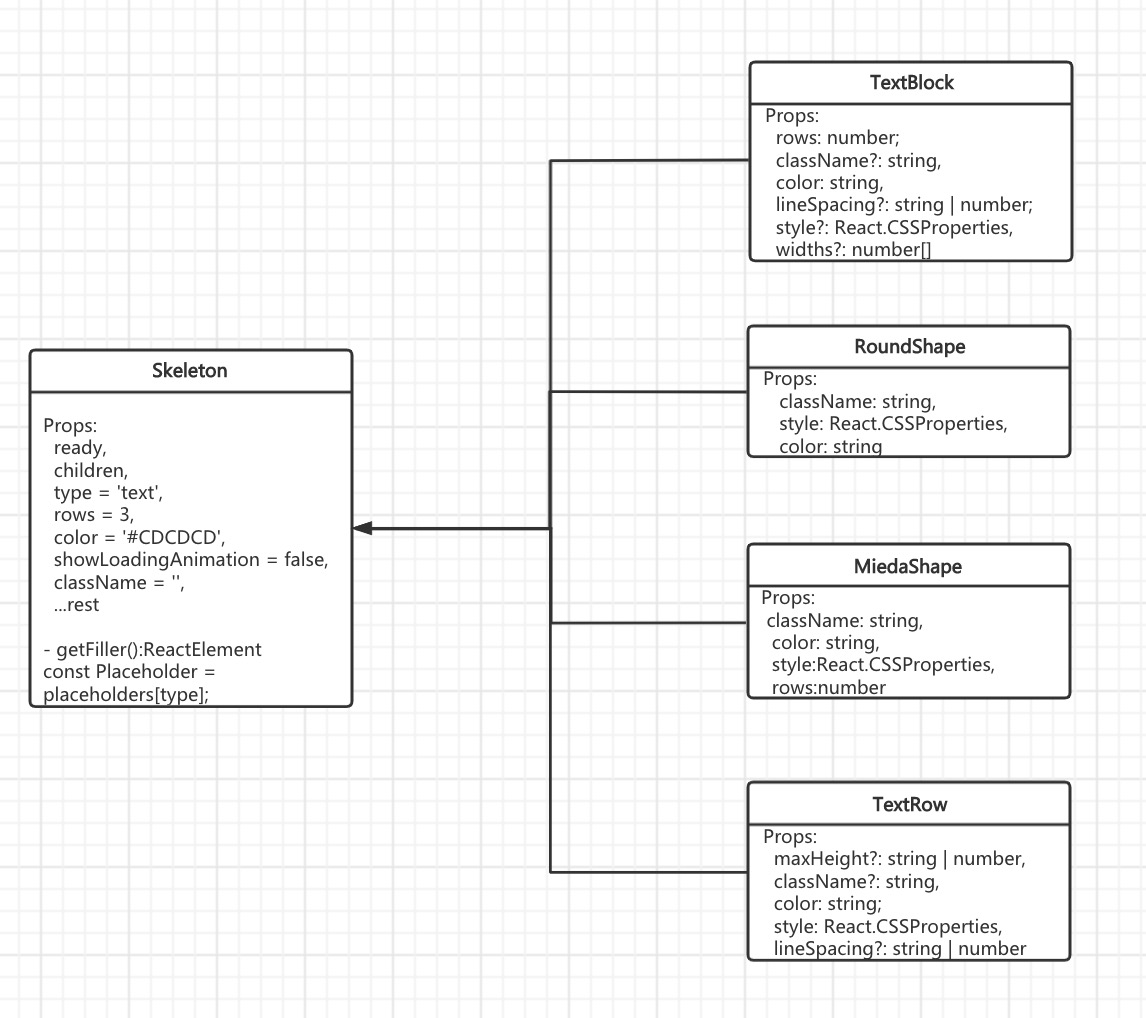 TextBlock
Props:
rows: number;
className?: string,
color: string,
lineSpacing?: string | number;
style?: React.CSSProperties,
widths?: number[]
RoundShape
Props:
className: string,
style: React.CSSProperties,
color: string
Skeleton
Props:
ready,
children,
type = 'text',
rows = 3,
color = '#CDCDCD',
showLoadingAnimation = false,
className = '',
...rest
- getFiller():ReactElement
const Placeholder =
placeholders[type];
MiedaShape
Props:
className: string,
color: string,
style:React.CSSProperties,
rows:number
TextRow
Props:
maxHeight?: string | number,
className?: string,
color: string;
style: React.CSSProperties,
lineSpacing?: string | number